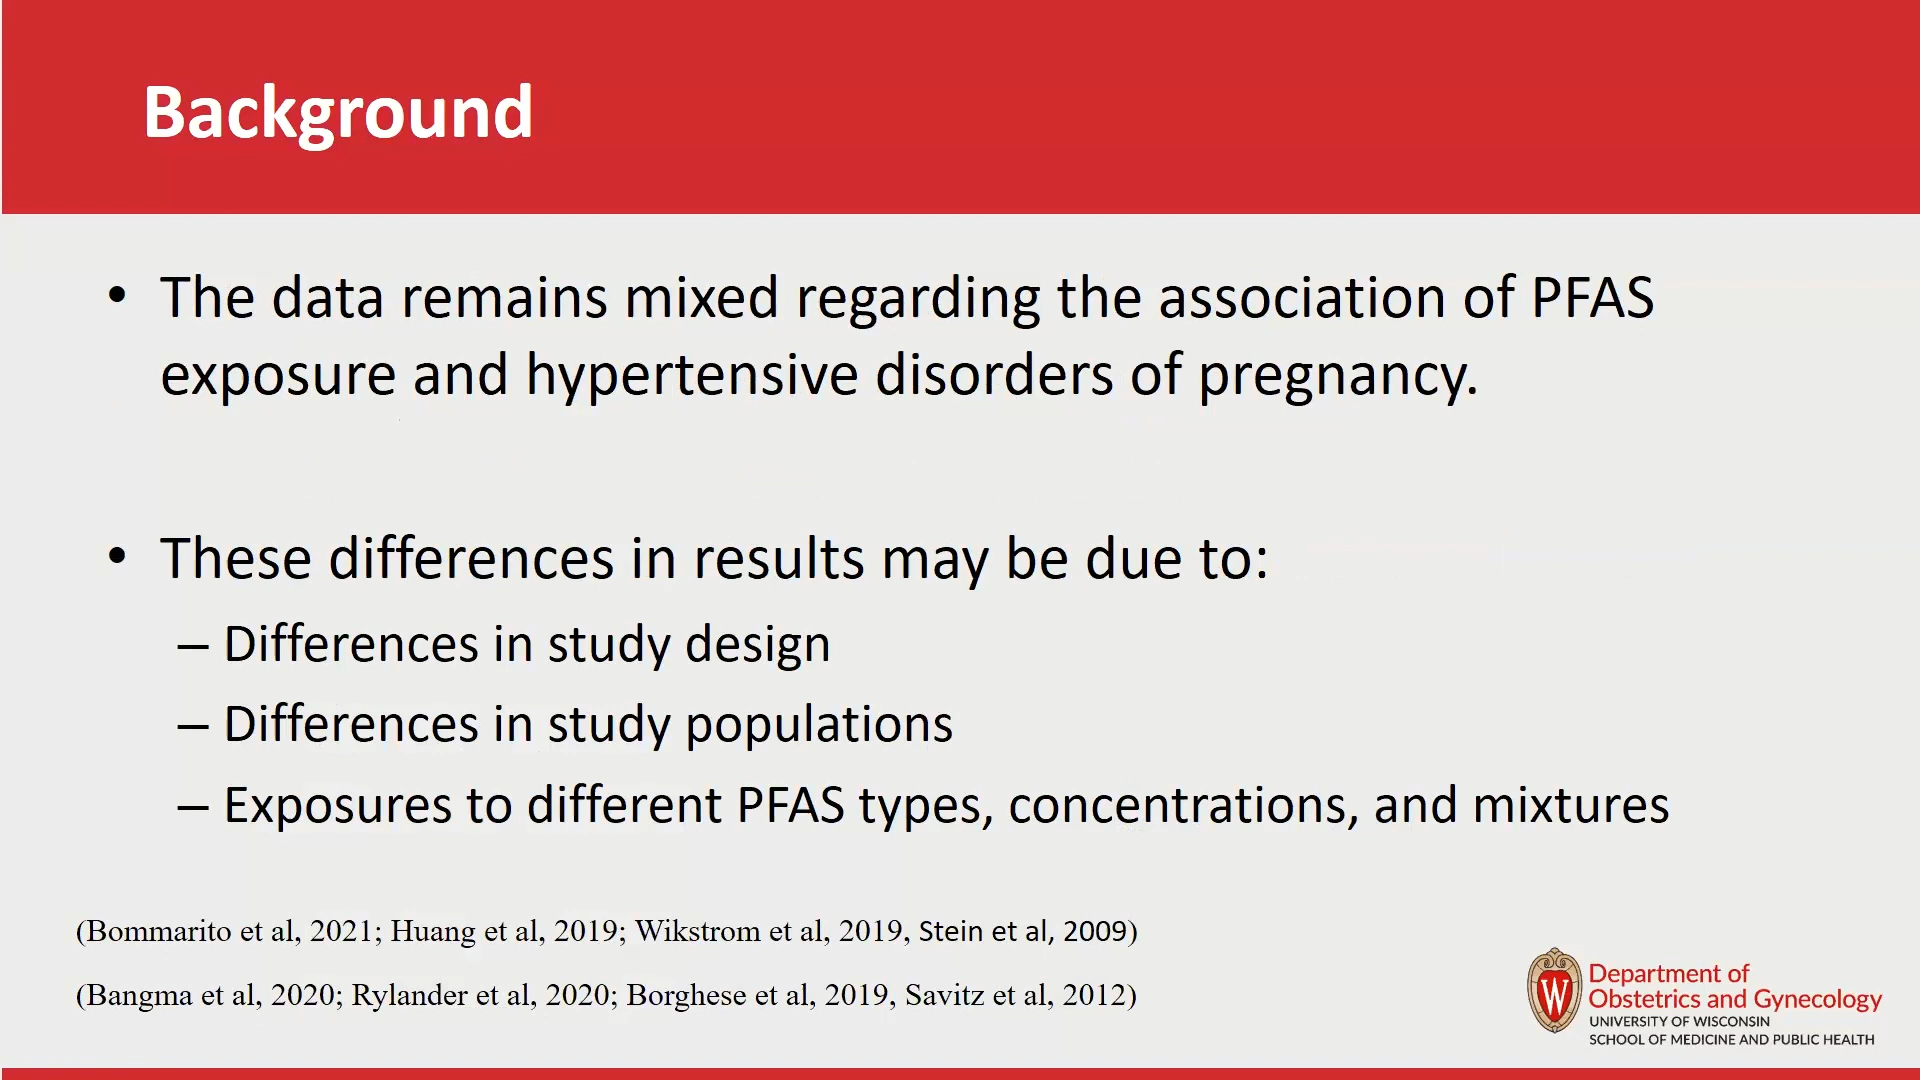 Background
• The data remains mixed regarding the association of PFAS
exposure and hypertensive disorders of pregnancy.
• These differences in results may be due to:
– Differences in study design
– Differences in study populations
– Exposures to different PFAS types, concentrations, and mixtures
(Bommarito et al, 2021; Huang et al, 2019; Wikstrom et al, 2019, Stein et al, 2009)
(Bangma et al, 2020; Rylander et al, 2020; Borghese et al, 2019, Savitz et al, 2012)
W
Department of
Obstetrics and Gynecology
UNIVERSITY OF WISCONSIN
SCHOOL OF MEDICINE AND PUBLIC HEALTH